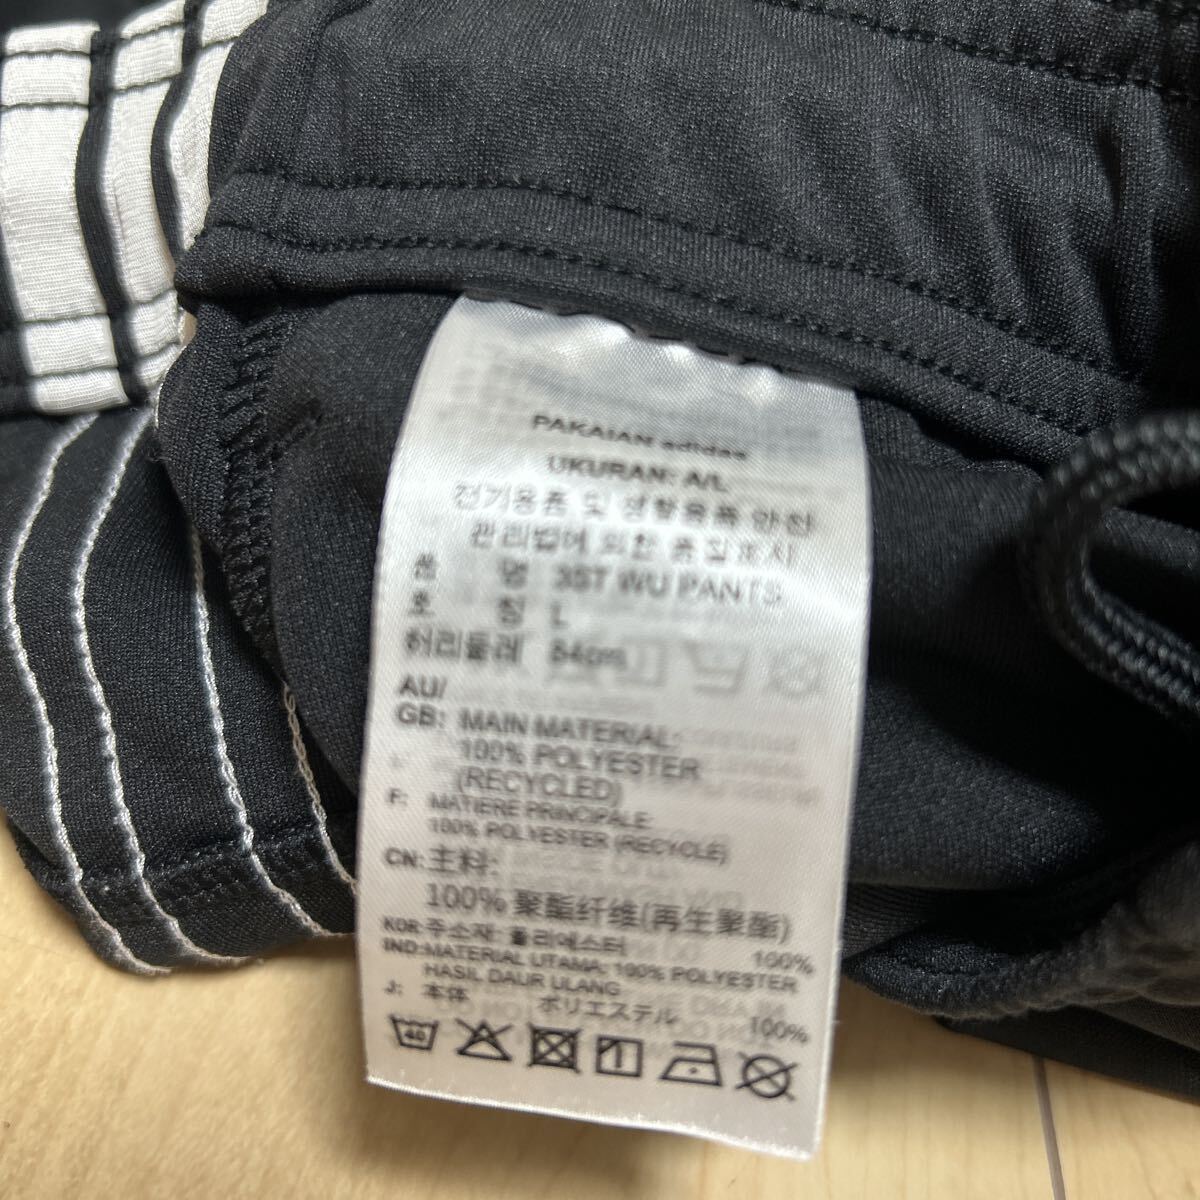 PAKAIAN adidas
UKURAN: A/L
전기용품 및 생활용품 안전
관리법에 의한 품질표시
품 명 3ST WU PANTS
호 칭 L
허리둘레 84cm
AU/
GB: MAIN MATERIAL:
100% POLYESTER
(RECYCLED)
F: MATIERE PRINCIPALE:
100% POLYESTER (RECYCLE)
CN: 主料:
100% 聚酯纤维(再生聚酯)
KOR: 주소재: 폴리에스터 100%
IND: MATERIAL UTAMA: 100% POLYESTER
HASIL DAUR ULANG
J: 本体 ポリエステル 100%
40